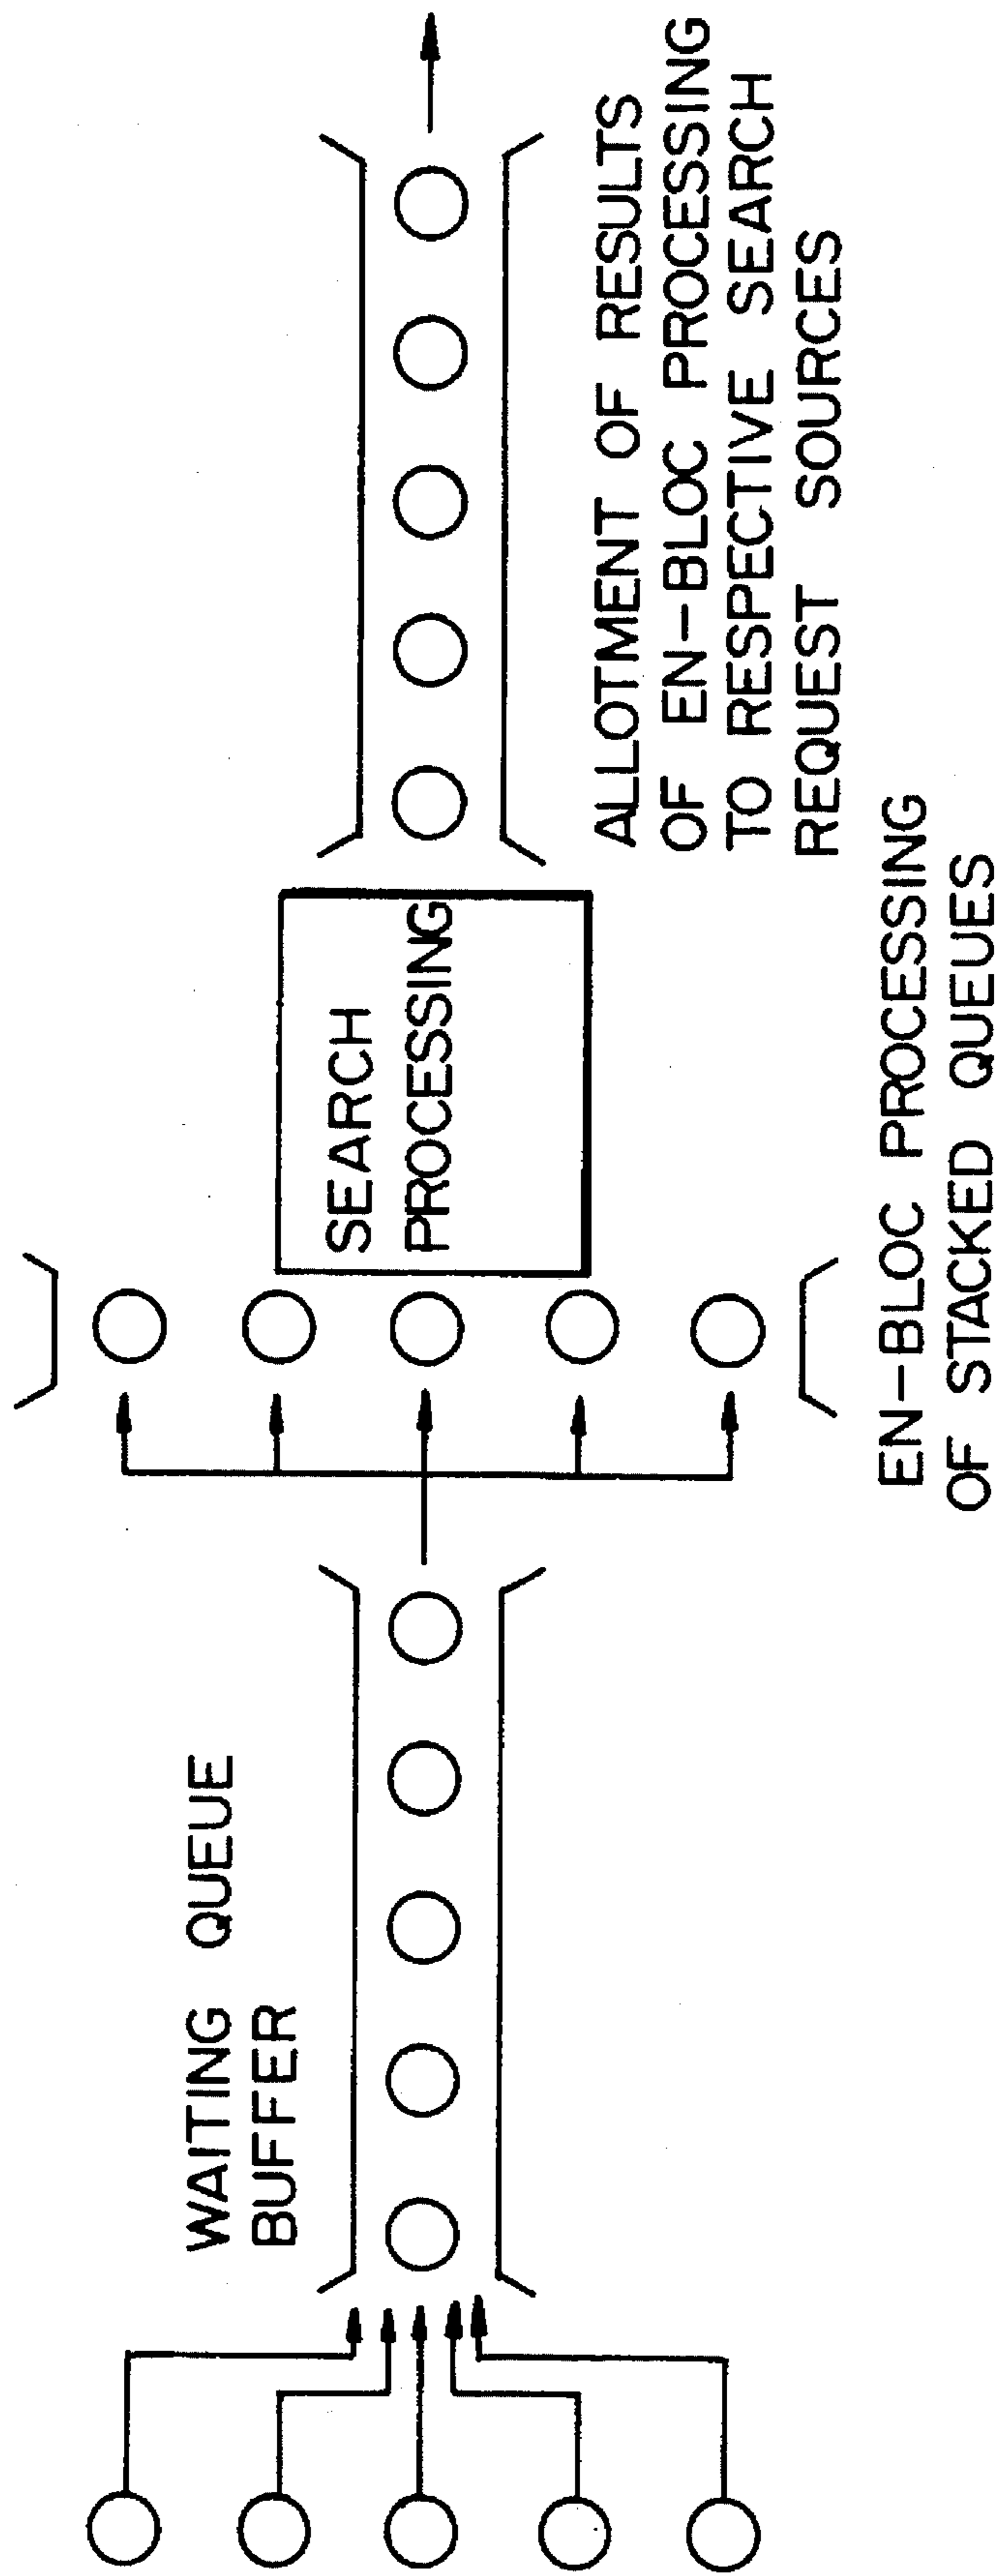 WAITING QUEUE
BUFFER
SEARCH
PROCESSING
EN-BLOC PROCESSING
OF STACKED QUEUES
ALLOTMENT OF RESULTS
OF EN-BLOC PROCESSING
TO RESPECTIVE SEARCH
REQUEST SOURCES